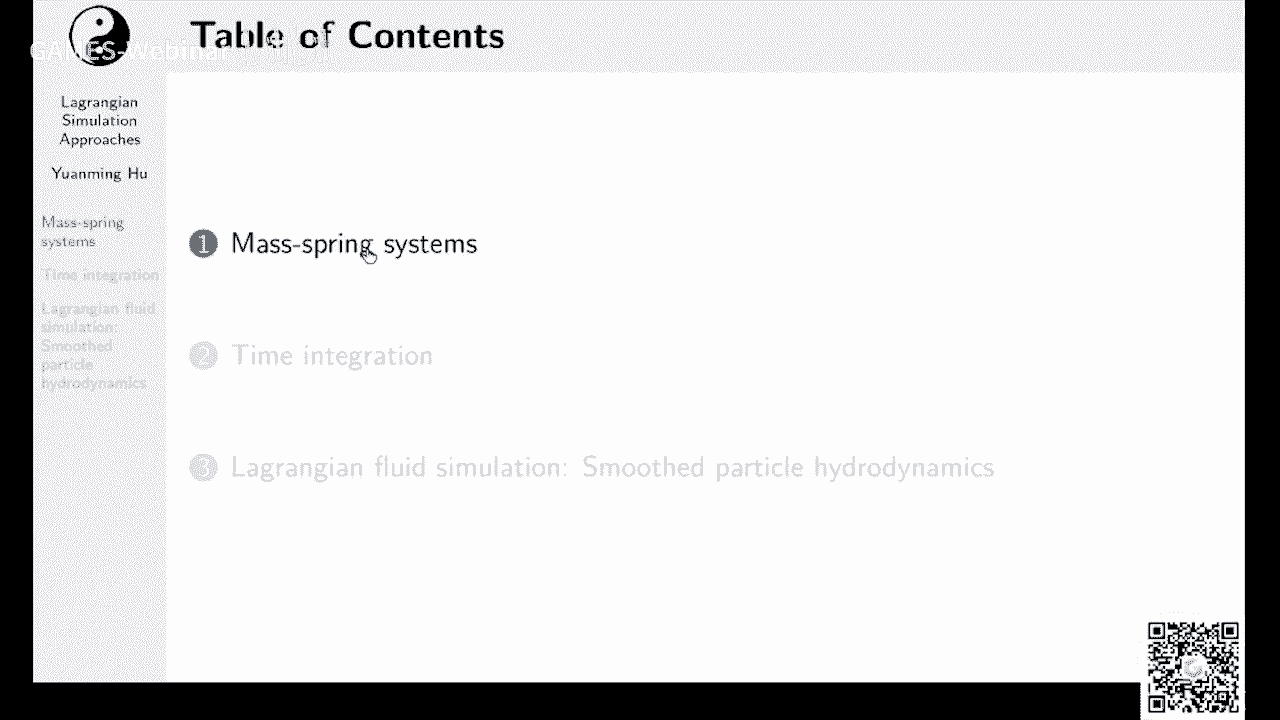 Table of Contents
GAMES-Webinar
Lagrangian
Simulation
Approaches
Yuanming Hu
Mass-spring
systems
Time integration
Lagrangian fluid
simulation:
Smoothed
particle
hydrodynamics
1 Mass-spring systems
2 Time integration
3 Lagrangian fluid simulation: Smoothed particle hydrodynamics